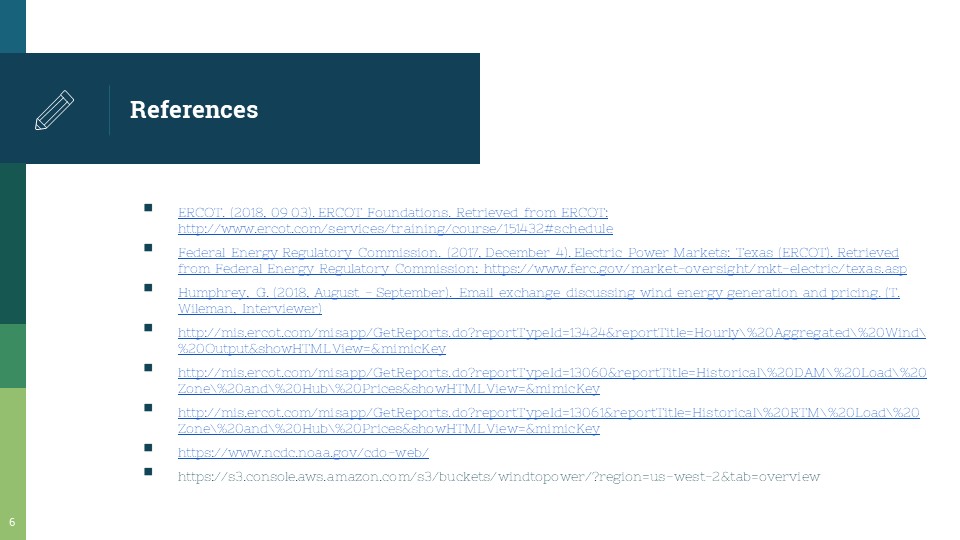 References
ERCOT. (2018, 09 03). ERCOT Foundations. Retrieved from ERCOT:
http://www.ercot.com/services/training/course/151432#schedule
Federal Energy Regulatory Commission. (2017, December 4). Electric Power Markets: Texas (ERCOT). Retrieved
from Federal Energy Regulatory Commission: https://www.ferc.gov/market-oversight/mkt-electric/texas.asp
Humphrey, G. (2018, August - September). Email exchange discussing wind energy generation and pricing. (T.
Wileman, Interviewer)
http://mis.ercot.com/misapp/GetReports.do?reportTypeId=13424&reportTitle=Hourly\%20Aggregated\%20Wind\
%20Output&showHTMLView=&mimicKey
http://mis.ercot.com/misapp/GetReports.do?reportTypeId=13060&reportTitle=Historical\%20DAM\%20Load\%20
Zone\%20and\%20Hub\%20Prices&showHTMLView=&mimicKey
http://mis.ercot.com/misapp/GetReports.do?reportTypeId=13061&reportTitle=Historical\%20RTM\%20Load\%20
Zone\%20and\%20Hub\%20Prices&showHTMLView=&mimicKey
https://www.ncdc.noaa.gov/cdo-web/
https://s3.console.aws.amazon.com/s3/buckets/windtopower/?region=us-west-2&tab=overview
6